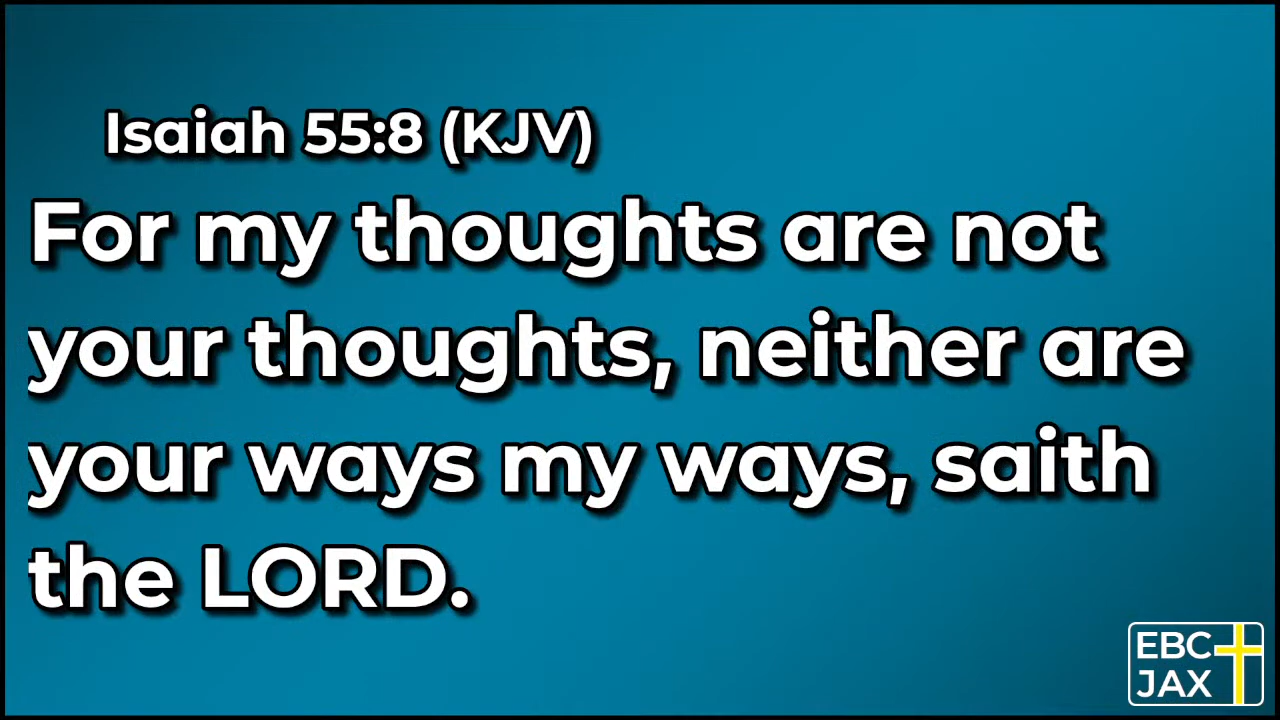 Isaiah 55:8 (KJV)
For my thoughts are not
your thoughts, neither are
your ways my ways, saith
the LORD.
EBC
JAX